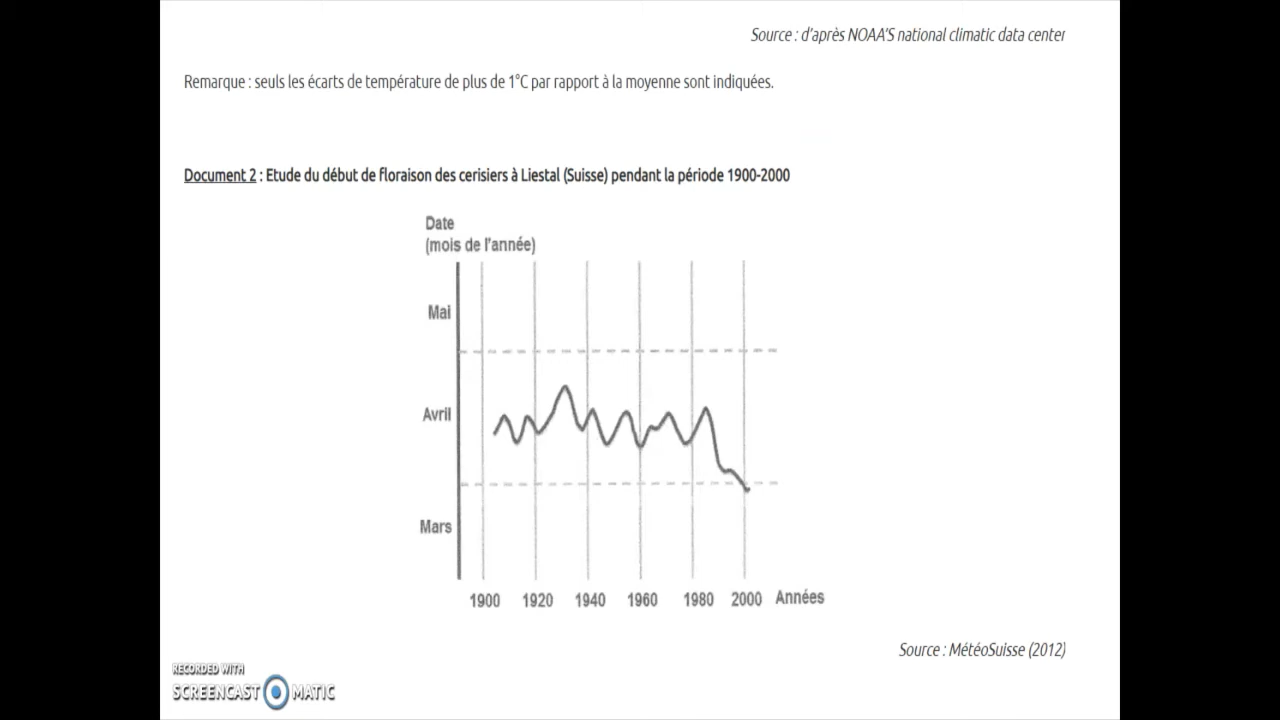 Source : d'après NOAA'S national climatic data center
Remarque : seuls les écarts de température de plus de 1°C par rapport à la moyenne sont indiquées.
Document 2 : Etude du début de floraison des cerisiers à Liestal (Suisse) pendant la période 1900-2000
Date
(mois de l'année)
Mai
Avril
Mars
1900 1920 1940 1960 1980 2000 Années
Source : MétéoSuisse (2012)
RECORDED WITH
SCREENCAST MATIC